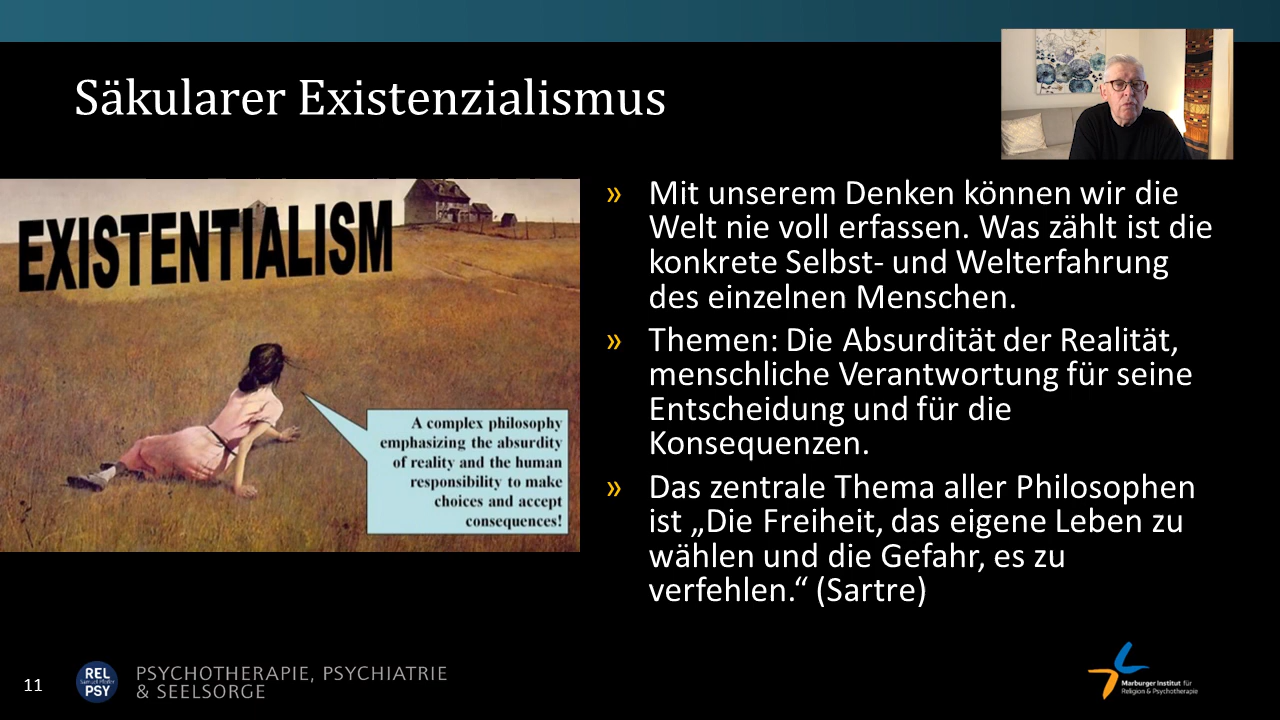 Säkularer Existenzialismus
EXISTENTIALISM
A complex philosophy
emphasizing the absurdity
of reality and the human
responsibility to make
choices and accept
consequences!
» Mit unserem Denken können wir die
Welt nie voll erfassen. Was zählt ist die
konkrete Selbst- und Welterfahrung
des einzelnen Menschen.
» Themen: Die Absurdität der Realität,
menschliche Verantwortung für seine
Entscheidung und für die
Konsequenzen.
» Das zentrale Thema aller Philosophen
ist „Die Freiheit, das eigene Leben zu
wählen und die Gefahr, es zu
verfehlen.“ (Sartre)
11
REL
Samuel Pfeifer
PSY
PSYCHOTHERAPIE, PSYCHIATRIE
& SEELSORGE
Marburger Institut für
Religion & Psychotherapie